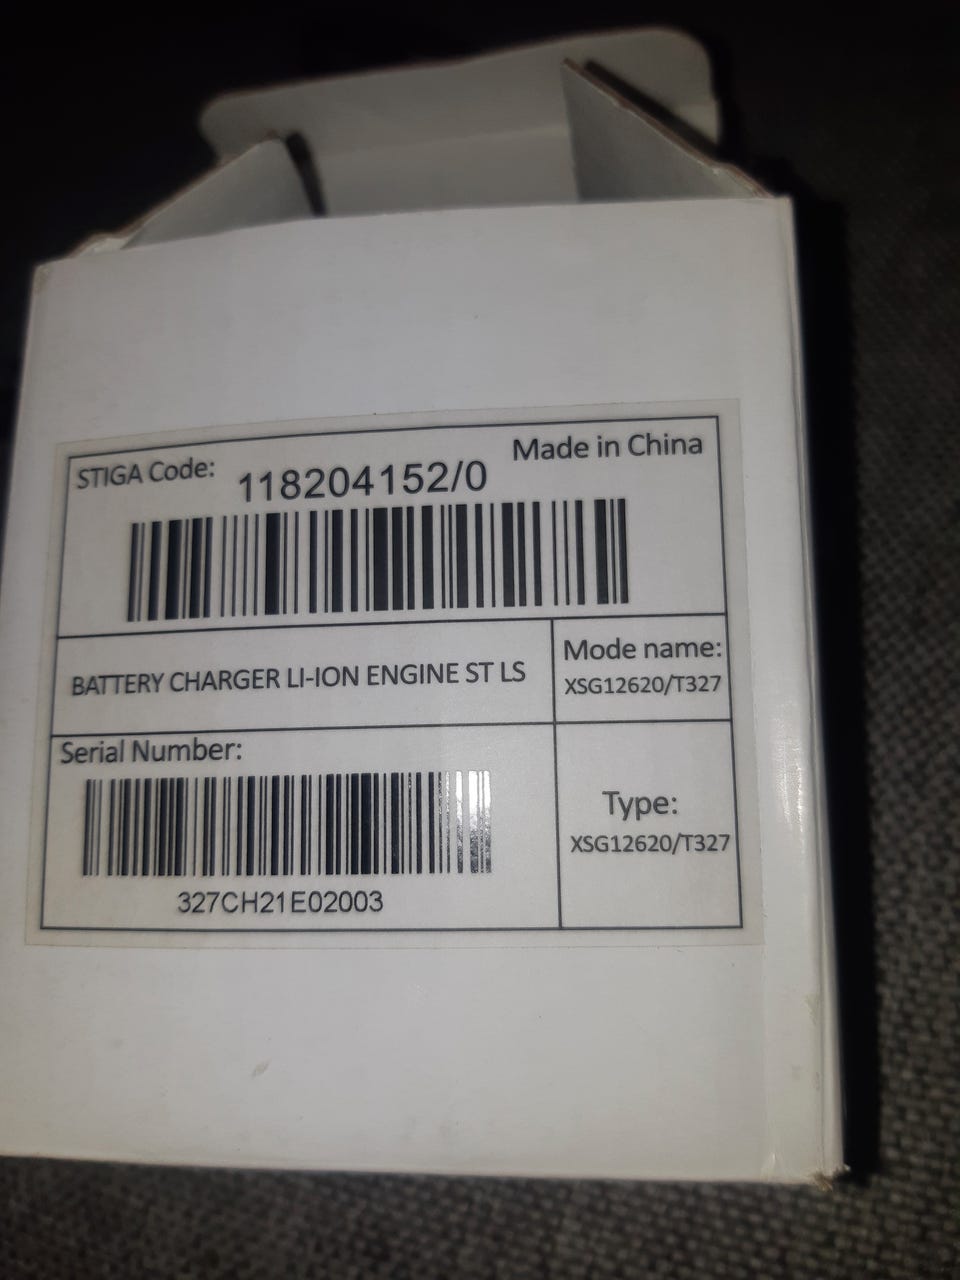 STIGA Code: 118204152/0 Made in China
BATTERY CHARGER LI-ION ENGINE ST LS
Mode name:
XSG12620/T327
Serial Number:
327CH21E02003
Type:
XSG12620/T327